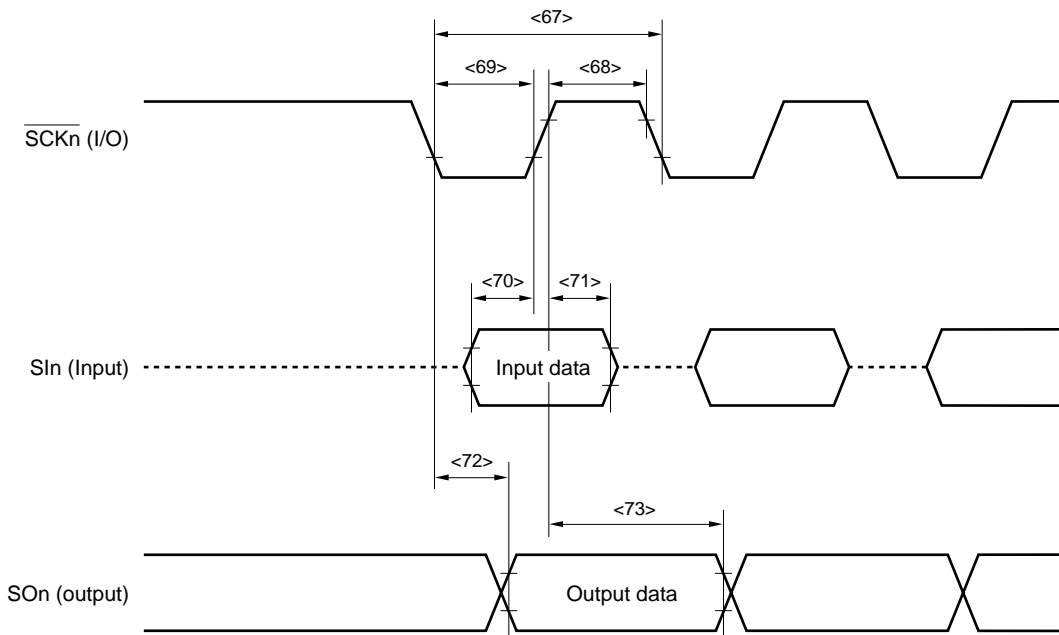 <67>
<69>
<68>
SCKn (I/O)
<70>
<71>
SIn (Input)
Input data
<72>
<73>
SOn (output)
Output data